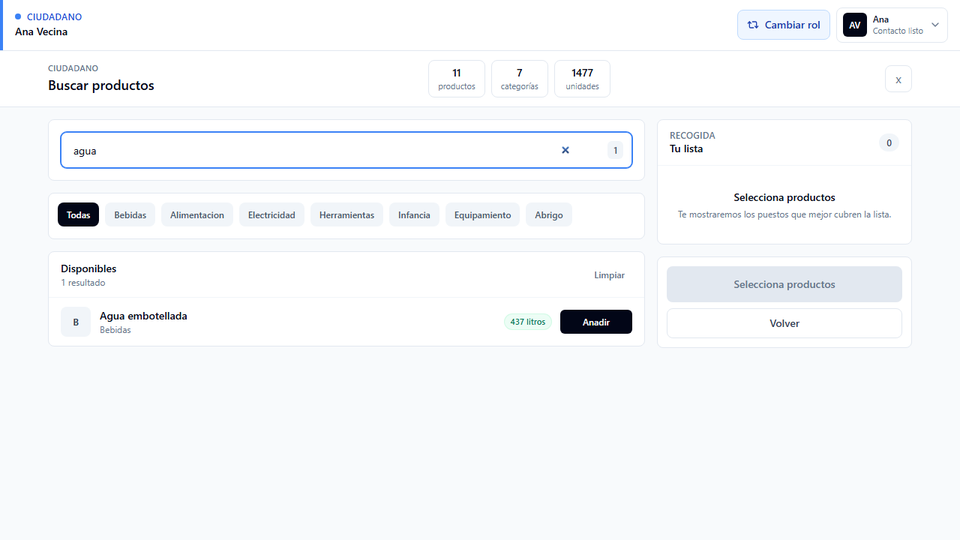 CIUDADANO
Ana Vecina
Cambiar rol
AV
Ana
Contacto listo
CIUDADANO
Buscar productos
11
productos
7
categorías
1477
unidades
x
agua
1
Todas
Bebidas
Alimentacion
Electricidad
Herramientas
Infancia
Equipamiento
Abrigo
Disponibles
1 resultado
Limpiar
B
Agua embotellada
Bebidas
437 litros
Anadir
RECOGIDA
Tu lista
0
Selecciona productos
Te mostraremos los puestos que mejor cubren la lista.
Selecciona productos
Volver